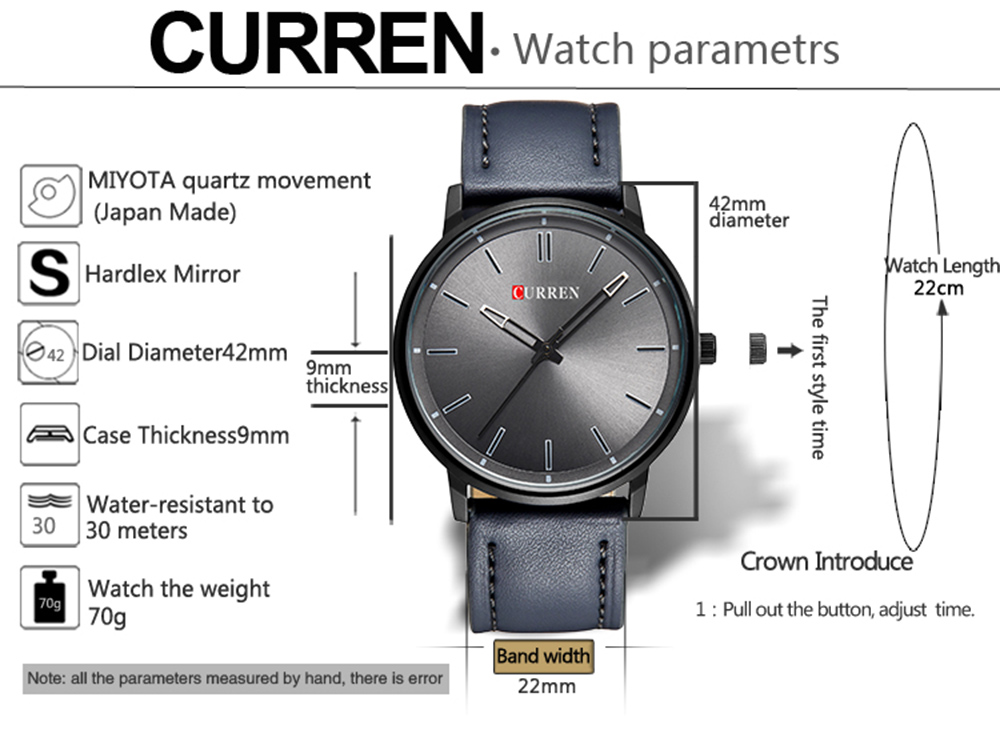 CURREN · Watch parametrs
MIYOTA quartz movement
(Japan Made)
S
Hardlex Mirror
42
Dial Diameter42mm
Case Thickness9mm
30
Water-resistant to
30 meters
70g
Watch the weight
70g
Note: all the parameters measured by hand, there is error
9mm
thickness
CURREN
42mm
diameter
The first style time
Watch Length
22cm
Crown Introduce
1 : Pull out the button, adjust time.
Band width
22mm